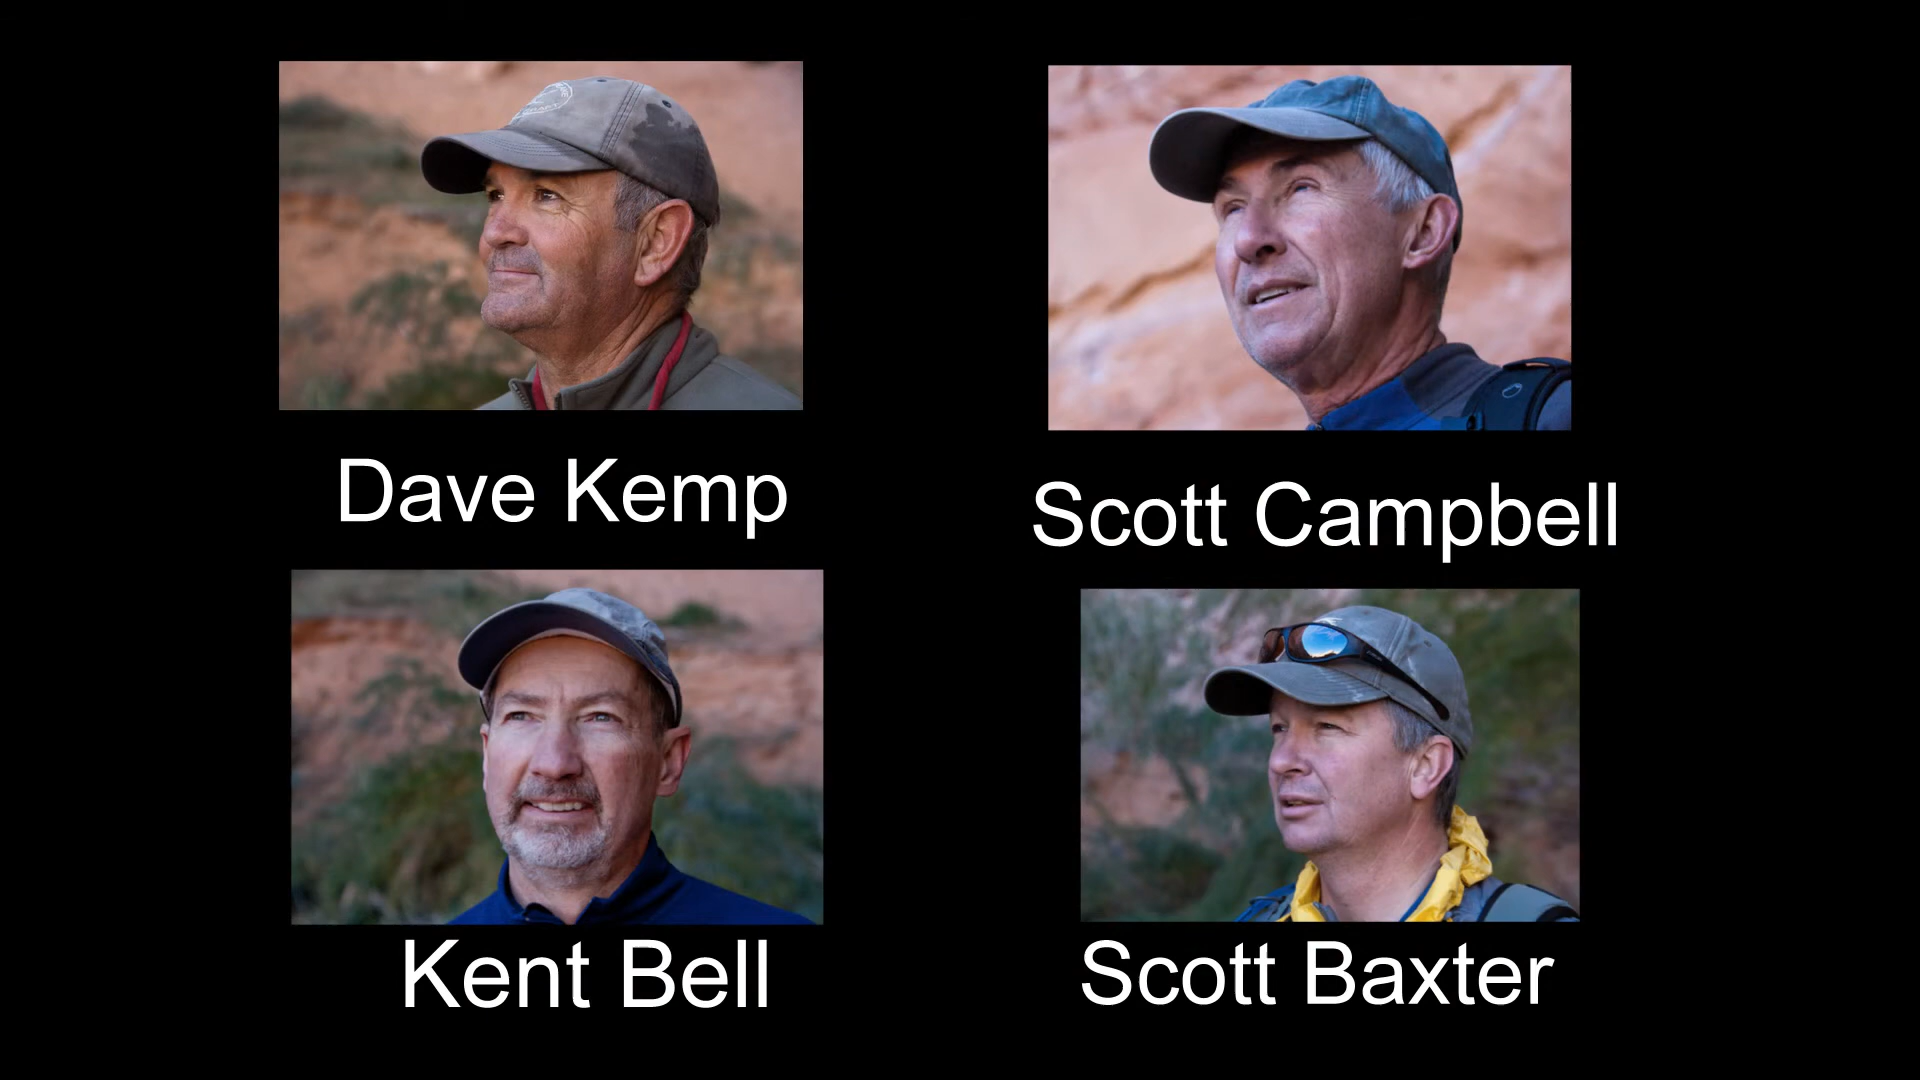 Dave Kemp
Scott Campbell
Kent Bell
Scott Baxter